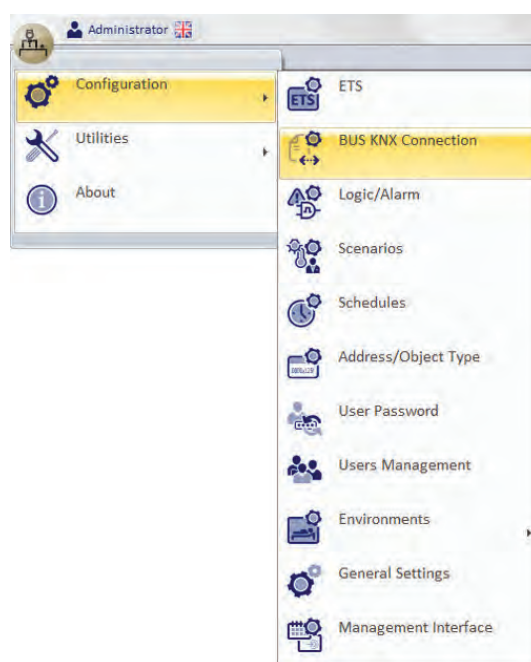 Administrator
Configuration
Utilities
About
ETS
ETS
BUS KNX Connection
Logic/Alarm
Scenarios
Schedules
Address/Object Type
User Password
Users Management
Environments
General Settings
Management Interface